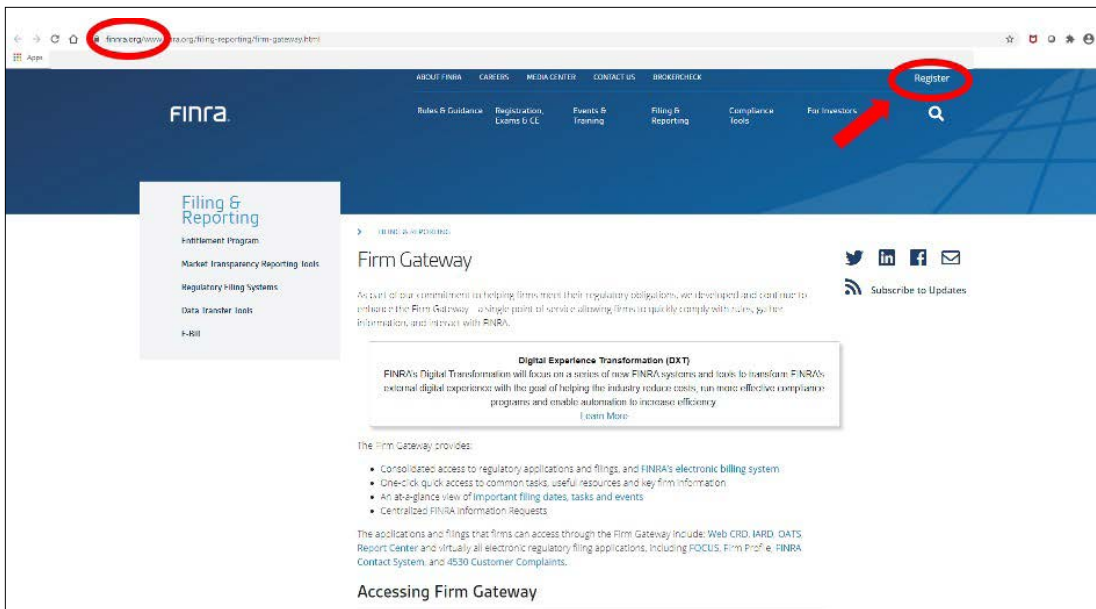 finnra.org/www.finra.org/filing-reporting/firm-gateway.html
Apps
ABOUT FINRA CAREERS MEDIA CENTER CONTACT US BROKERCHECK Register
FINRA
Rules & Guidance Registration, Exams & CE Events & Training Filing & Reporting Compliance Tools For Investors
Filing &
Reporting
Entitlement Program
Market Transparency Reporting Tools
Regulatory Filing Systems
Data Transfer Tools
E-Bill
FILING & REPORTING
Firm Gateway
Subscribe to Updates
As part of our commitment to helping firms meet their regulatory obligations, we developed and continue to
enhance the Firm Gateway – a single point of service allowing firms to quickly comply with rules, gather
information, and interact with FINRA.
Digital Experience Transformation (DXT)
FINRA's Digital Transformation will focus on a series of new FINRA systems and tools to transform FINRA's
external digital experience with the goal of helping the industry reduce costs, run more effective compliance
programs and enable automation to increase efficiency
Learn More
The Firm Gateway provides:
• Consolidated access to regulatory applications and filings, and FINRA's electronic billing system
• One-click quick access to common tasks, useful resources and key firm information
• An at-a-glance view of important filing dates, tasks and events
• Centralized FINRA Information Requests
The applications and filings that firms can access through the Firm Gateway include: Web CRD, IARD, OATS
Report Center and virtually all electronic regulatory filing applications, including FOCUS, Firm Profile, FINRA
Contact System, and 4530 Customer Complaints.
Accessing Firm Gateway